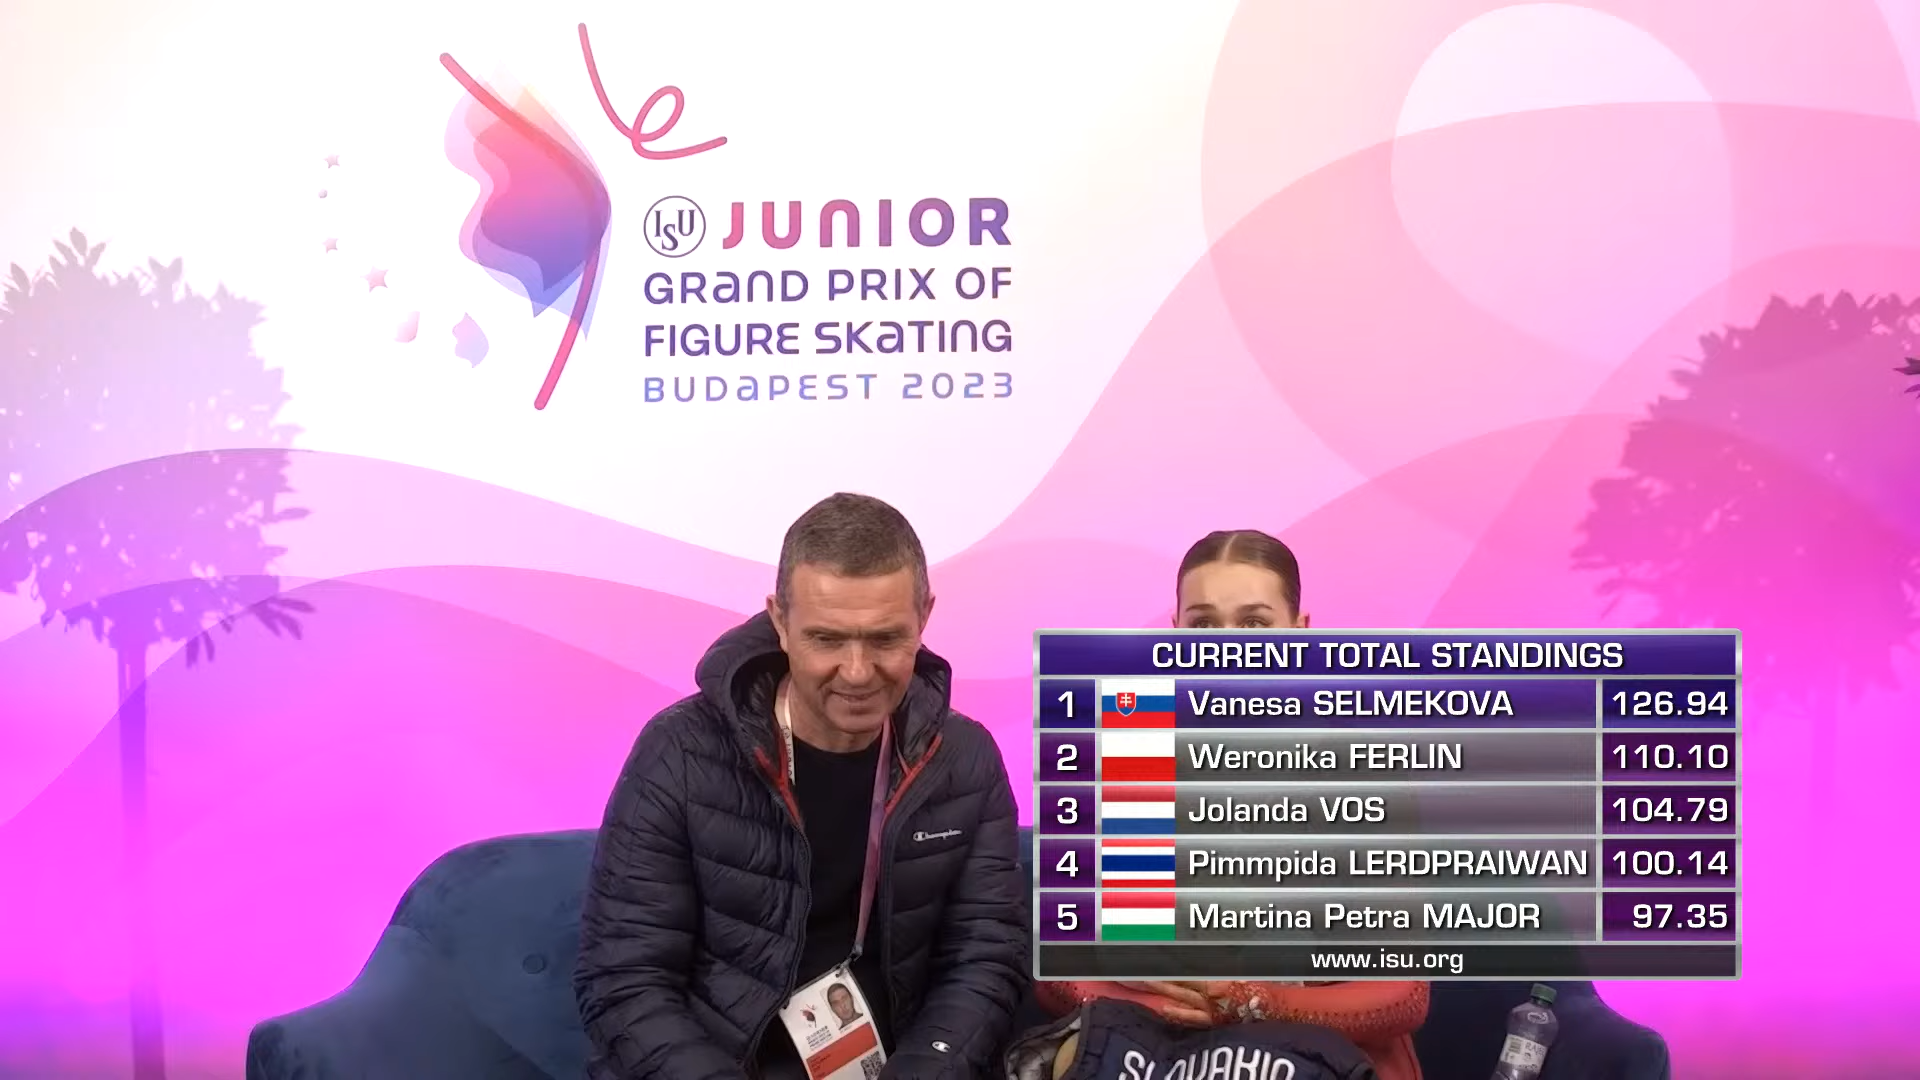 ISU JUNIOR
GRAND PRIX OF
FIGURE SKATING
BUDAPEST 2023
CURRENT TOTAL STANDINGS
1 Vanesa SELMEKOVA 126.94
2 Weronika FERLIN 110.10
3 Jolanda VOS 104.79
4 Pimmpida LERDPRAIWAN 100.14
5 Martina Petra MAJOR 97.35
www.isu.org
Champion
SLOVAKIA